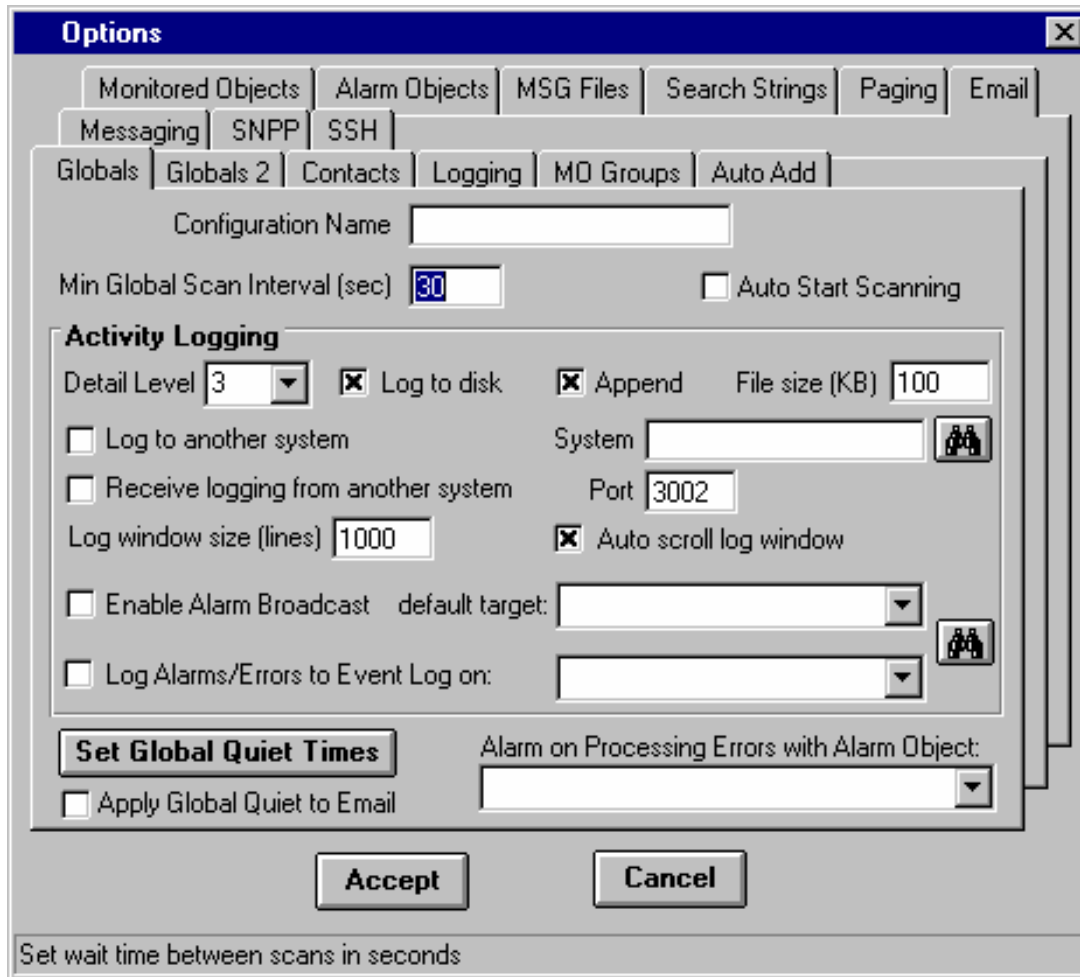 Options
Monitored Objects Alarm Objects MSG Files Search Strings Paging Email
Messaging SNPP SSH
Globals Globals 2 Contacts Logging MO Groups Auto Add
Configuration Name
Min Global Scan Interval (sec) 30 Auto Start Scanning
Activity Logging
Detail Level 3 Log to disk Append File size (KB) 100
Log to another system System
Receive logging from another system Port 3002
Log window size (lines) 1000 Auto scroll log window
Enable Alarm Broadcast default target:
Log Alarms/Errors to Event Log on:
Set Global Quiet Times Alarm on Processing Errors with Alarm Object:
Apply Global Quiet to Email
Accept Cancel
Set wait time between scans in seconds